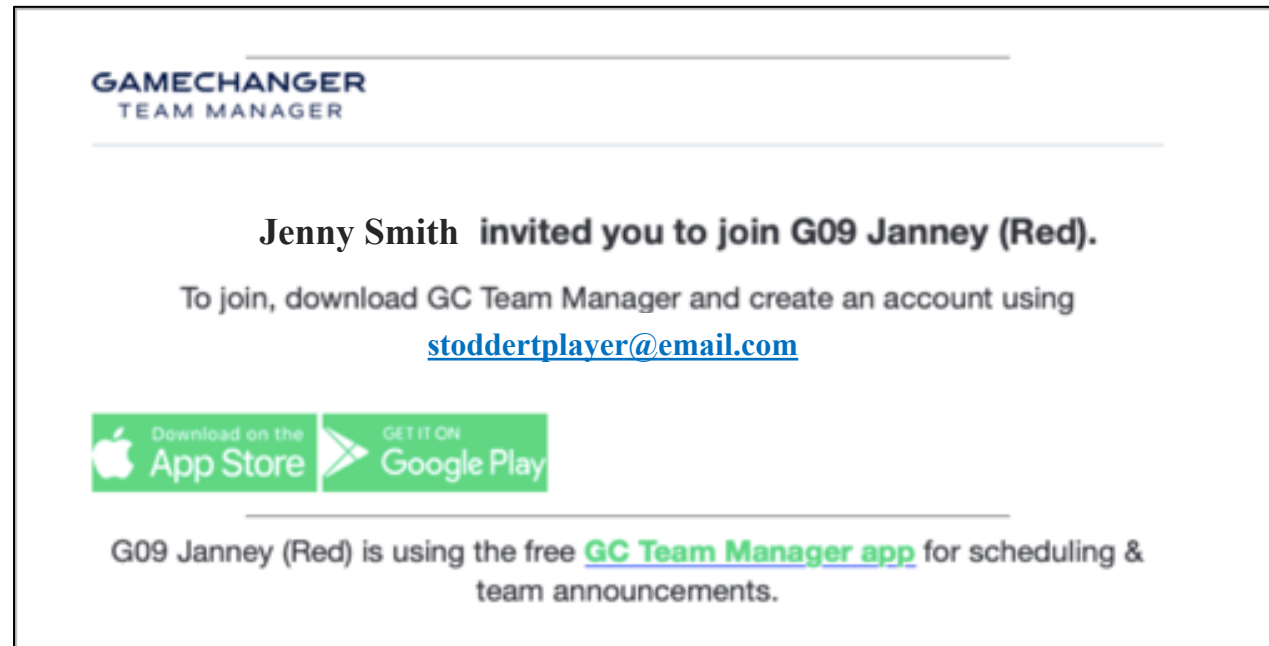 GAMECHANGER
TEAM MANAGER
Jenny Smith invited you to join G09 Janney (Red).
To join, download GC Team Manager and create an account using
stoddertplayer@email.com
Download on the App Store
GET IT ON Google Play
G09 Janney (Red) is using the free GC Team Manager app for scheduling &
team announcements.